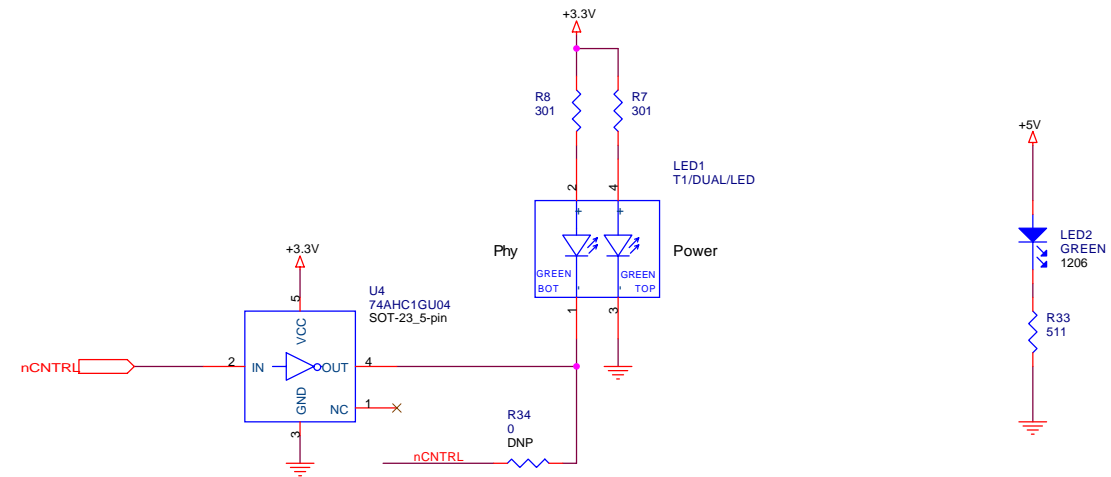 +3.3V
R8
301
R7
301
LED1
T1/DUAL/LED
2
4
+
+
Phy
Power
GREEN
BOT
GREEN
TOP
-
-
1
3
+5V
LED2
GREEN
1206
R33
511
+3.3V
U4
74AHC1GU04
SOT-23_5-pin
5
VCC
nCNTRL
2
IN
OUT
4
GND
NC
1
3
R34
0
DNP
nCNTRL